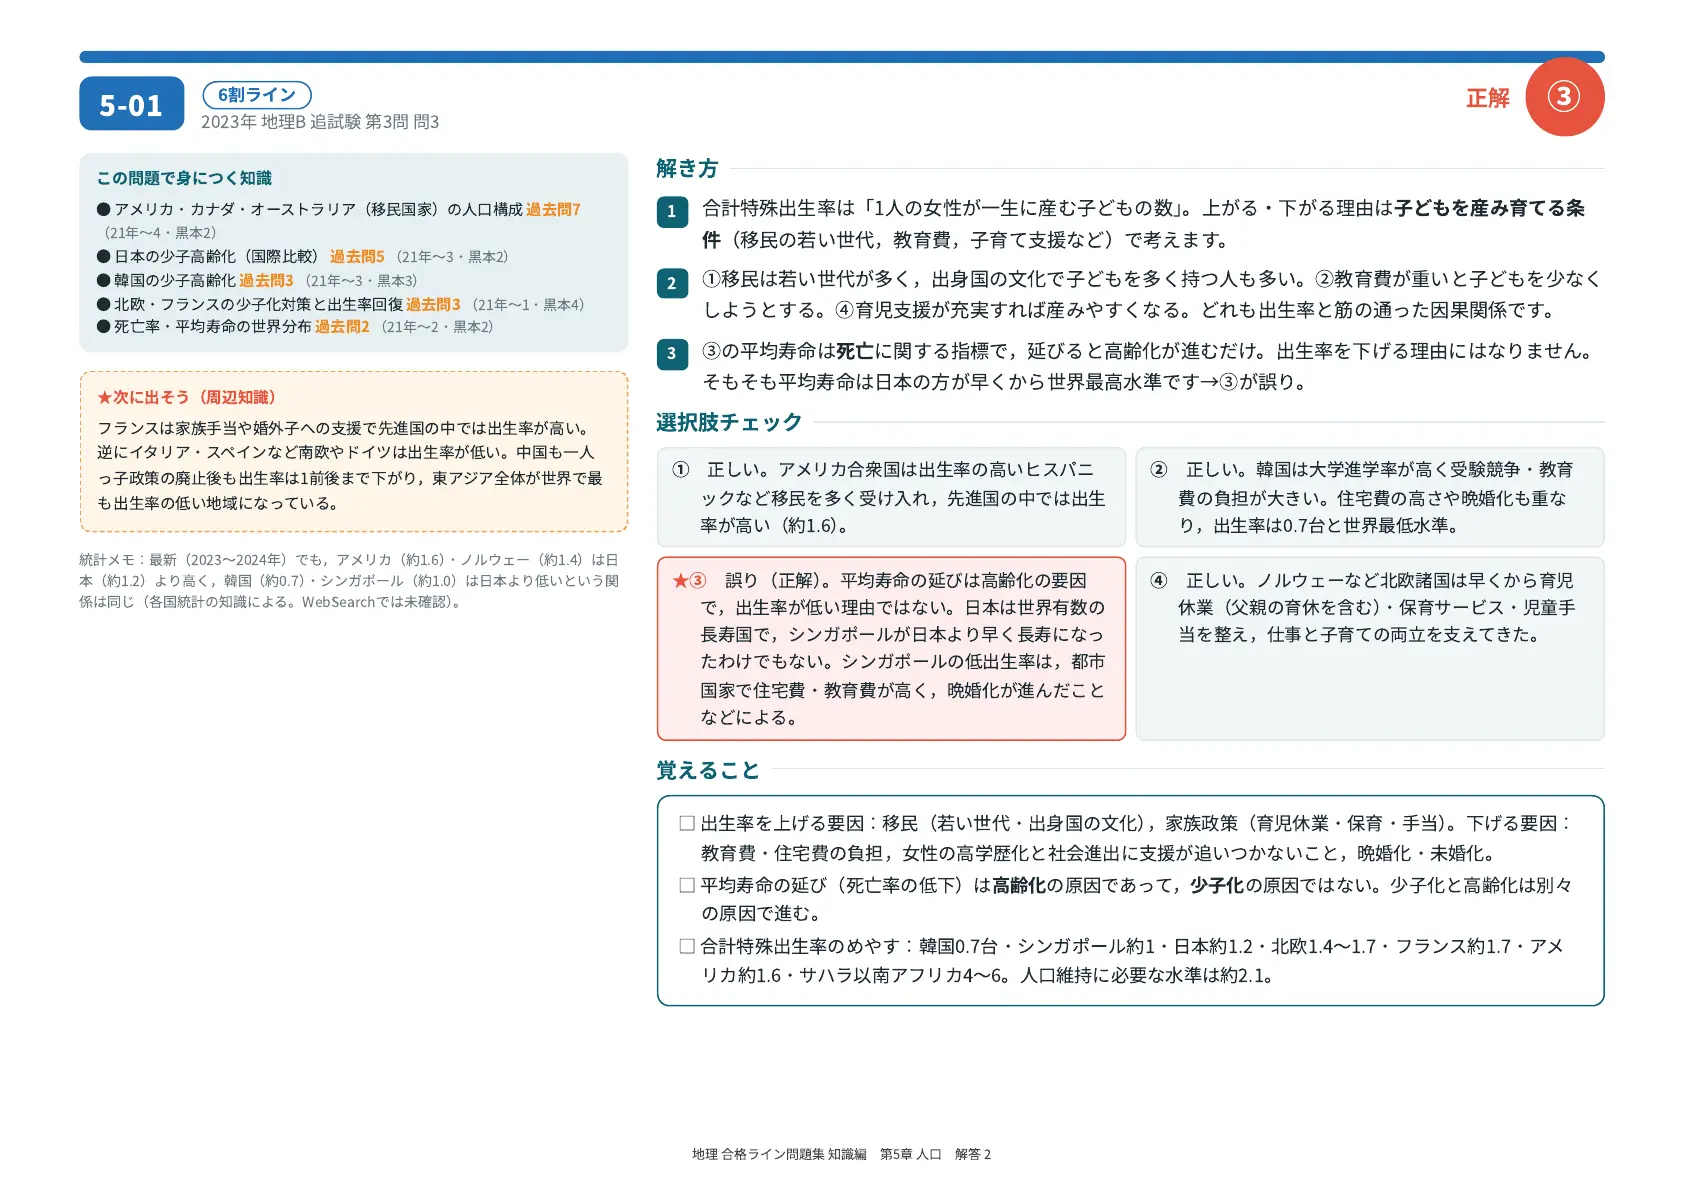 5-01
6割ライン
2023年 地理B 追試験 第3問 問3
正解 ③
この問題で身につく知識
● アメリカ・カナダ・オーストラリア（移民国家）の人口構成 過去問7
（21年〜4・黒本2）
● 日本の少子高齢化（国際比較） 過去問5 （21年〜3・黒本2）
● 韓国の少子高齢化 過去問3 （21年〜3・黒本3）
● 北欧・フランスの少子化対策と出生率回復 過去問3 （21年〜1・黒本4）
● 死亡率・平均寿命の世界分布 過去問2 （21年〜2・黒本2）
★次に出そう（周辺知識）
フランスは家族手当や婚外子への支援で先進国の中では出生率が高い。
逆にイタリア・スペインなど南欧やドイツは出生率が低い。中国も一人
っ子政策の廃止後も出生率は1前後まで下がり，東アジア全体が世界で最
も出生率の低い地域になっている。
統計メモ：最新（2023〜2024年）でも，アメリカ（約1.6）・ノルウェー（約1.4）は日
本（約1.2）より高く，韓国（約0.7）・シンガポール（約1.0）は日本より低いという関
係は同じ（各国統計の知識による。WebSearchでは未確認）。
解き方
1 合計特殊出生率は「1人の女性が一生に産む子どもの数」。上がる・下がる理由は子どもを産み育てる条
件（移民の若い世代，教育費，子育て支援など）で考えます。
2 ①移民は若い世代が多く，出身国の文化で子どもを多く持つ人も多い。②教育費が重いと子どもを少なく
しようとする。④育児支援が充実すれば産みやすくなる。どれも出生率と筋の通った因果関係です。
3 ③の平均寿命は死亡に関する指標で，延びると高齢化が進むだけ。出生率を下げる理由にはなりません。
そもそも平均寿命は日本の方が早くから世界最高水準です→③が誤り。
選択肢チェック
① 正しい。アメリカ合衆国は出生率の高いヒスパニ
ックなど移民を多く受け入れ，先進国の中では出生
率が高い（約1.6）。
② 正しい。韓国は大学進学率が高く受験競争・教育
費の負担が大きい。住宅費の高さや晩婚化も重な
り，出生率は0.7台と世界最低水準。
★③ 誤り（正解）。平均寿命の延びは高齢化の要因
で，出生率が低い理由ではない。日本は世界有数の
長寿国で，シンガポールが日本より早く長寿になっ
たわけでもない。シンガポールの低出生率は，都市
国家で住宅費・教育費が高く，晩婚化が進んだこと
などによる。
④ 正しい。ノルウェーなど北欧諸国は早くから育児
休業（父親の育休を含む）・保育サービス・児童手
当を整え，仕事と子育ての両立を支えてきた。
覚えること
□ 出生率を上げる要因：移民（若い世代・出身国の文化），家族政策（育児休業・保育・手当）。下げる要因：
教育費・住宅費の負担，女性の高学歴化と社会進出に支援が追いつかないこと，晩婚化・未婚化。
□ 平均寿命の延び（死亡率の低下）は高齢化の原因であって，少子化の原因ではない。少子化と高齢化は別々
の原因で進む。
□ 合計特殊出生率のめやす：韓国0.7台・シンガポール約1・日本約1.2・北欧1.4〜1.7・フランス約1.7・アメ
リカ約1.6・サハラ以南アフリカ4〜6。人口維持に必要な水準は約2.1。
地理 合格ライン問題集 知識編 第5章 人口 解答 2